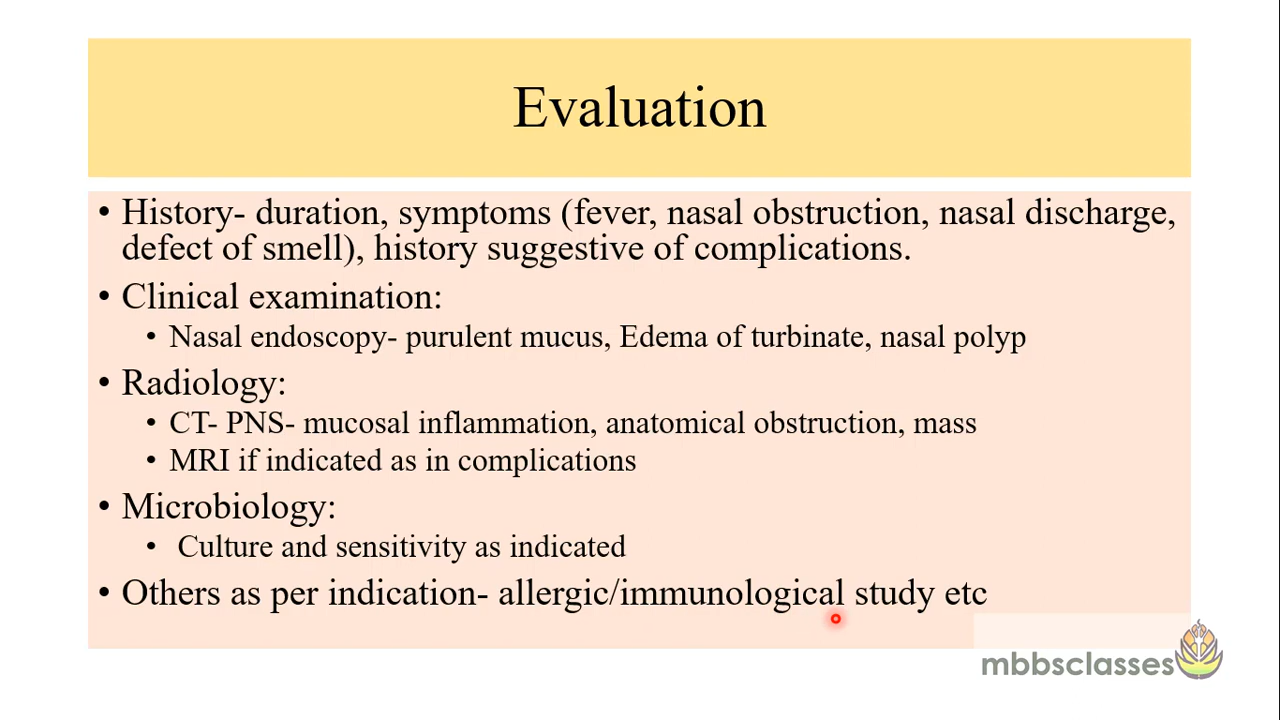 Evaluation
• History- duration, symptoms (fever, nasal obstruction, nasal discharge,
defect of smell), history suggestive of complications.
• Clinical examination:
• Nasal endoscopy- purulent mucus, Edema of turbinate, nasal polyp
• Radiology:
• CT- PNS- mucosal inflammation, anatomical obstruction, mass
• MRI if indicated as in complications
• Microbiology:
• Culture and sensitivity as indicated
• Others as per indication- allergic/immunological study etc
mbbsclasses